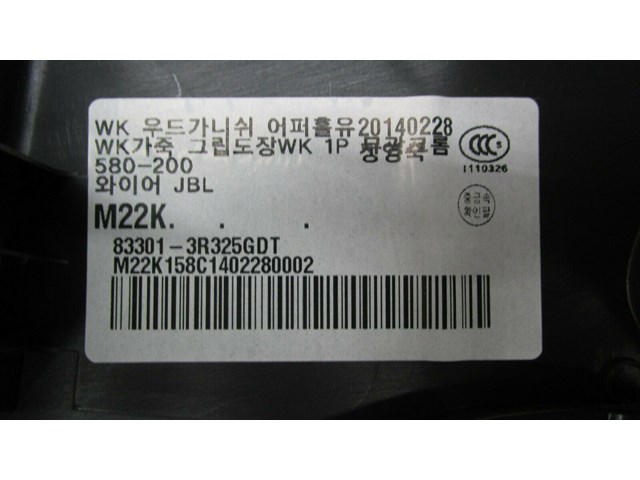 WK 우드가니쉬 어퍼홀유20140228
WK가죽 그립도장WK 1P
580-200
와이어 JBL
M22K. . .
83301-3R325GDT
M22K158C1402280002
CCC
I110326